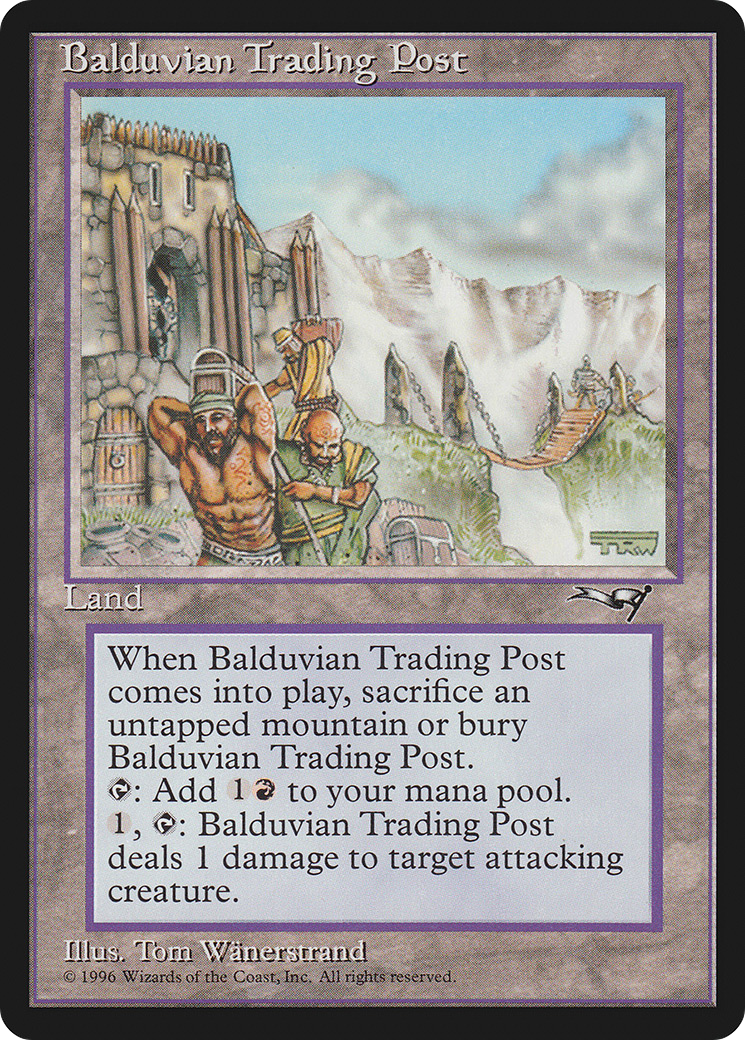 Balduvian Trading Post
TRW
Land
When Balduvian Trading Post
comes into play, sacrifice an
untapped mountain or bury
Balduvian Trading Post.
: Add 1 to your mana pool.
1, : Balduvian Trading Post
deals 1 damage to target attacking
creature.
Illus. Tom Wänerstrand
© 1996 Wizards of the Coast, Inc. All rights reserved.